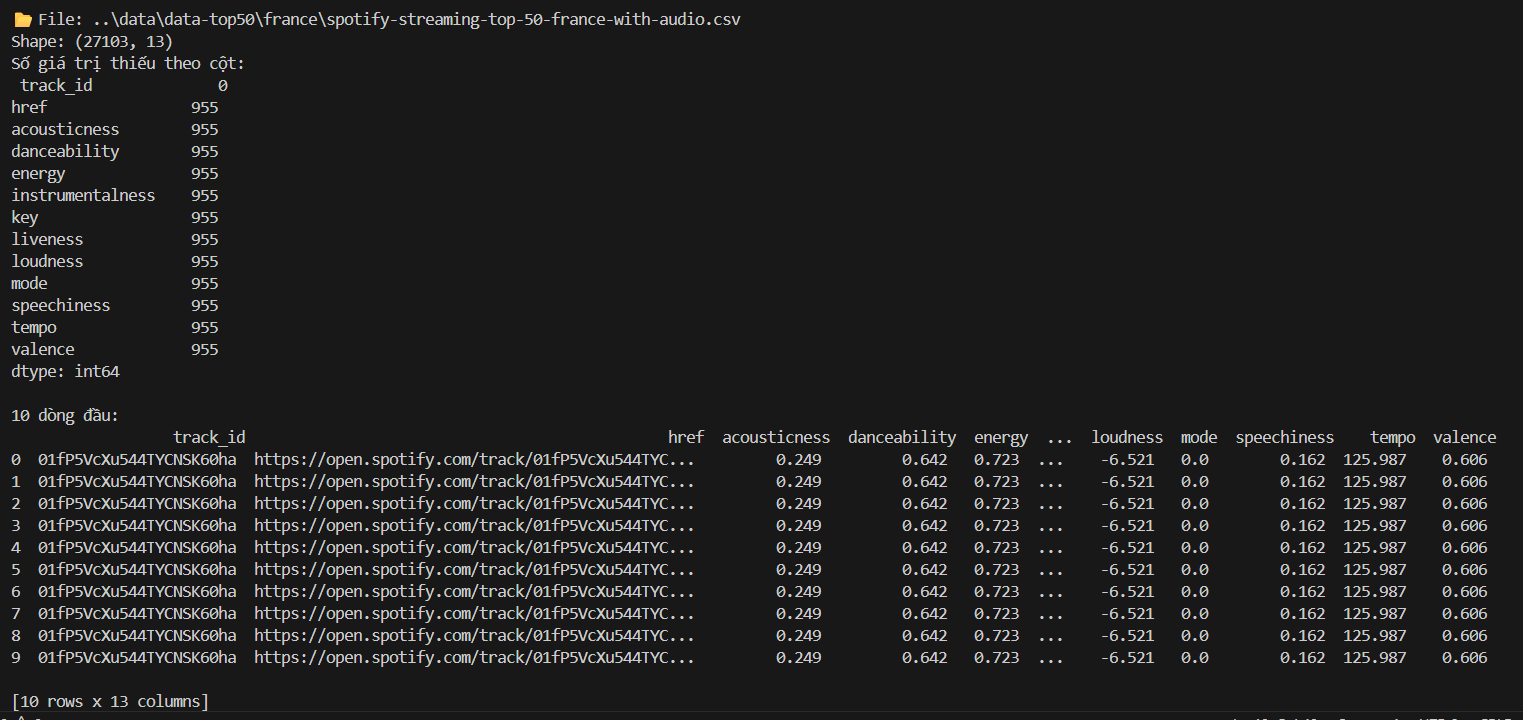 📂 File: ..\data\data-top50\france\spotify-streaming-top-50-france-with-audio.csv
Shape: (27103, 13)
Số giá trị thiếu theo cột:
track_id 0
href 955
acousticness 955
danceability 955
energy 955
instrumentalness 955
key 955
liveness 955
loudness 955
mode 955
speechiness 955
tempo 955
valence 955
dtype: int64
10 dòng đầu:
track_id href acousticness danceability energy ... loudness mode speechiness tempo valence
0 01fP5VcXu544TYCNSK60ha https://open.spotify.com/track/01fP5VcXu544TYC... 0.249 0.642 0.723 ... -6.521 0.0 0.162 125.987 0.606
1 01fP5VcXu544TYCNSK60ha https://open.spotify.com/track/01fP5VcXu544TYC... 0.249 0.642 0.723 ... -6.521 0.0 0.162 125.987 0.606
2 01fP5VcXu544TYCNSK60ha https://open.spotify.com/track/01fP5VcXu544TYC... 0.249 0.642 0.723 ... -6.521 0.0 0.162 125.987 0.606
3 01fP5VcXu544TYCNSK60ha https://open.spotify.com/track/01fP5VcXu544TYC... 0.249 0.642 0.723 ... -6.521 0.0 0.162 125.987 0.606
4 01fP5VcXu544TYCNSK60ha https://open.spotify.com/track/01fP5VcXu544TYC... 0.249 0.642 0.723 ... -6.521 0.0 0.162 125.987 0.606
5 01fP5VcXu544TYCNSK60ha https://open.spotify.com/track/01fP5VcXu544TYC... 0.249 0.642 0.723 ... -6.521 0.0 0.162 125.987 0.606
6 01fP5VcXu544TYCNSK60ha https://open.spotify.com/track/01fP5VcXu544TYC... 0.249 0.642 0.723 ... -6.521 0.0 0.162 125.987 0.606
7 01fP5VcXu544TYCNSK60ha https://open.spotify.com/track/01fP5VcXu544TYC... 0.249 0.642 0.723 ... -6.521 0.0 0.162 125.987 0.606
8 01fP5VcXu544TYCNSK60ha https://open.spotify.com/track/01fP5VcXu544TYC... 0.249 0.642 0.723 ... -6.521 0.0 0.162 125.987 0.606
9 01fP5VcXu544TYCNSK60ha https://open.spotify.com/track/01fP5VcXu544TYC... 0.249 0.642 0.723 ... -6.521 0.0 0.162 125.987 0.606
[10 rows x 13 columns]